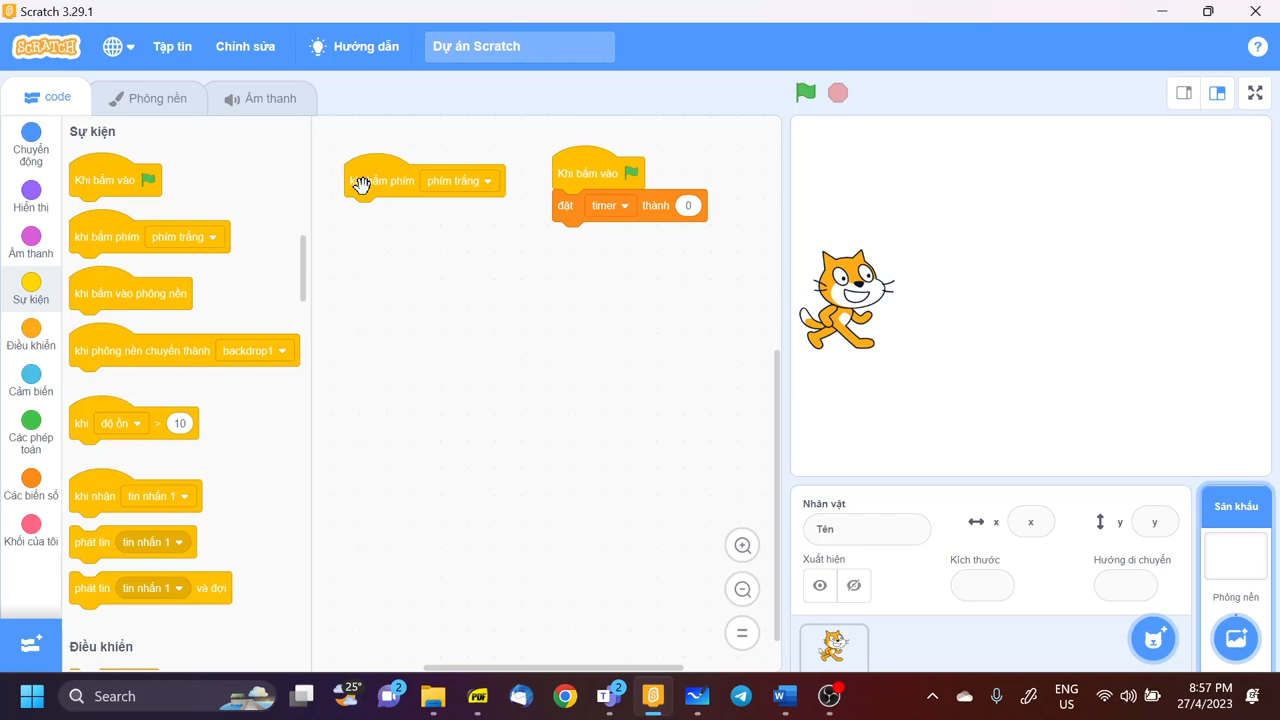 Scratch 3.29.1
SCRATCH
Tập tin
Chỉnh sửa
Hướng dẫn
Dự án Scratch
?
code
Phông nền
Âm thanh
Chuyển động
Hiển thị
Âm thanh
Sự kiện
Điều khiển
Cảm biến
Các phép toán
Các biến số
Khối của tôi
Sự kiện
Khi bấm vào
khi bấm phím phím trắng
khi bấm vào phông nền
khi phông nền chuyển thành backdrop1
khi độ ồn > 10
khi nhận tin nhắn 1
phát tin tin nhắn 1
phát tin tin nhắn 1 và đợi
Điều khiển
phím phím trắng
Khi bấm vào
đặt timer thành 0
Nhân vật
Tên
x x
y y
Xuất hiện
Kích thước
Hướng di chuyển
Sân khấu
Phông nền
Search
25°
2
PDF
2
ENG
US
8:57 PM
27/4/2023